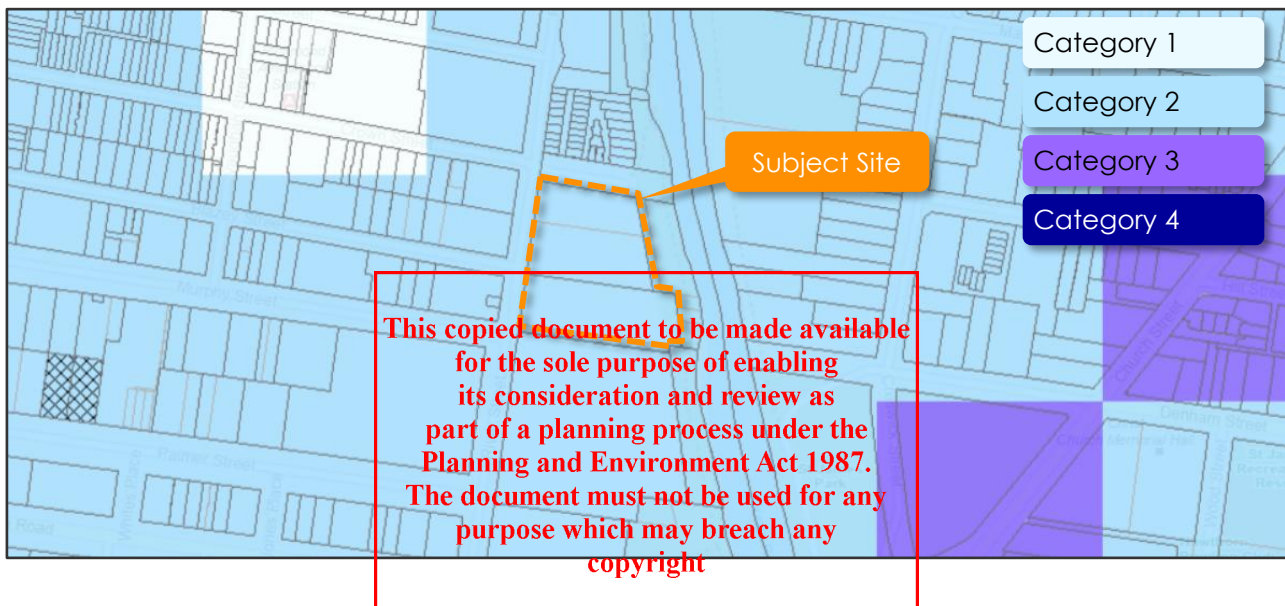 Category 1
Category 2
Category 3
Category 4
Subject Site
Murphy Street
Palmer Street
Church Street
Denham Street
Road
Park
This copied document to be made available
for the sole purpose of enabling
its consideration and review as
part of a planning process under the
Planning and Environment Act 1987.
The document must not be used for any
purpose which may breach any
copyright